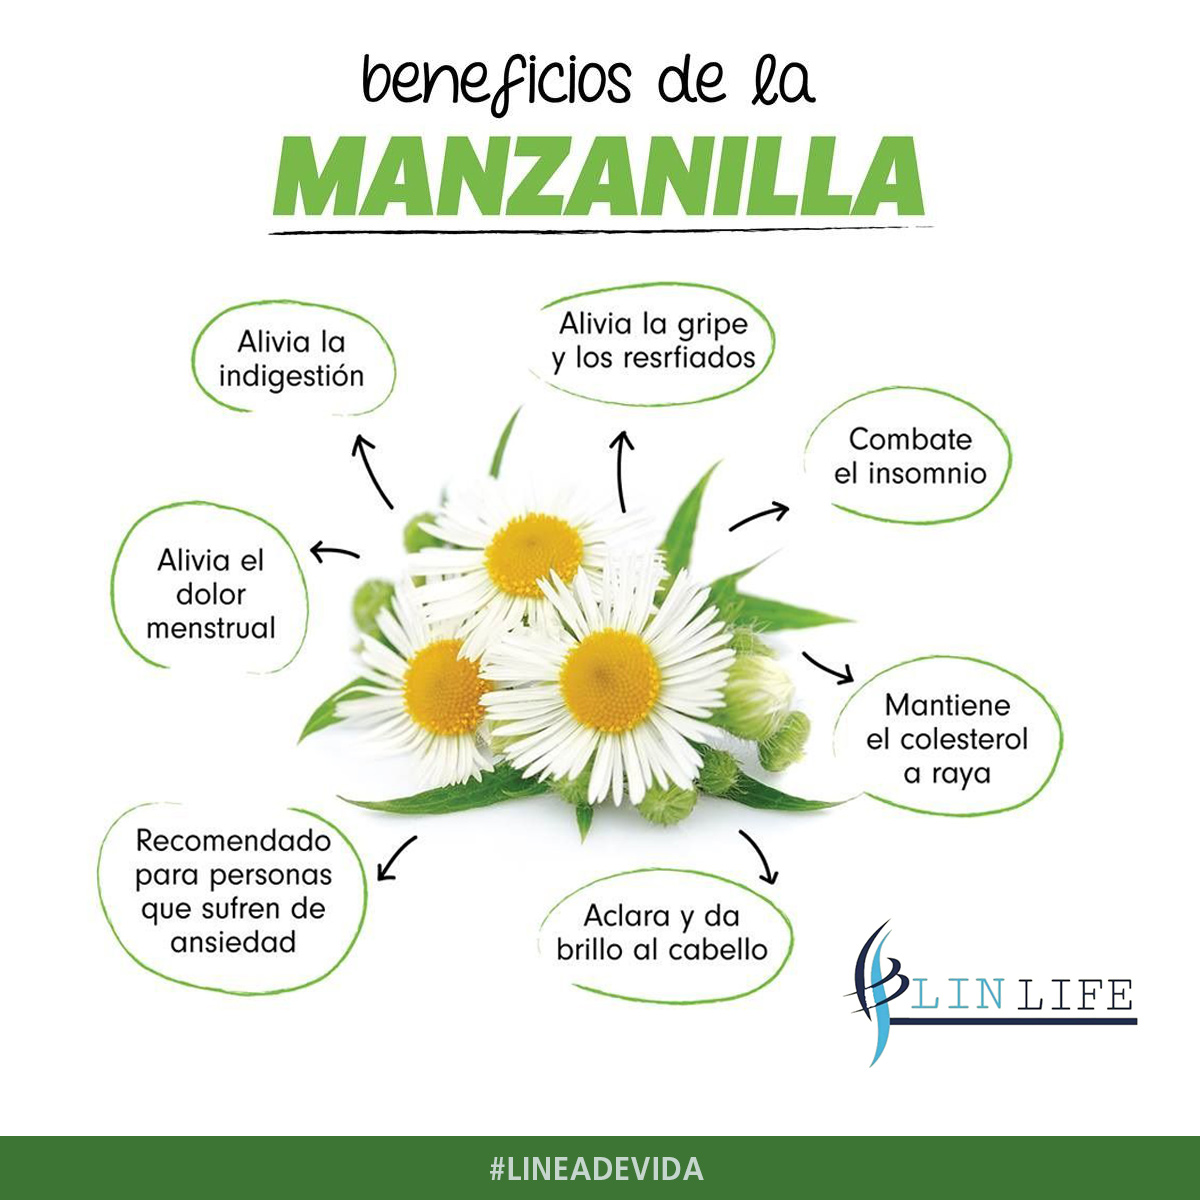 beneficios de la
MANZANILLA
Alivia la
indigestión
Alivia la gripe
y los resrfiados
Combate
el insomnio
Alivia el
dolor
menstrual
Mantiene
el colesterol
a raya
Recomendado
para personas
que sufren de
ansiedad
Aclara y da
brillo al cabello
LIN LIFE
#LINEADEVIDA